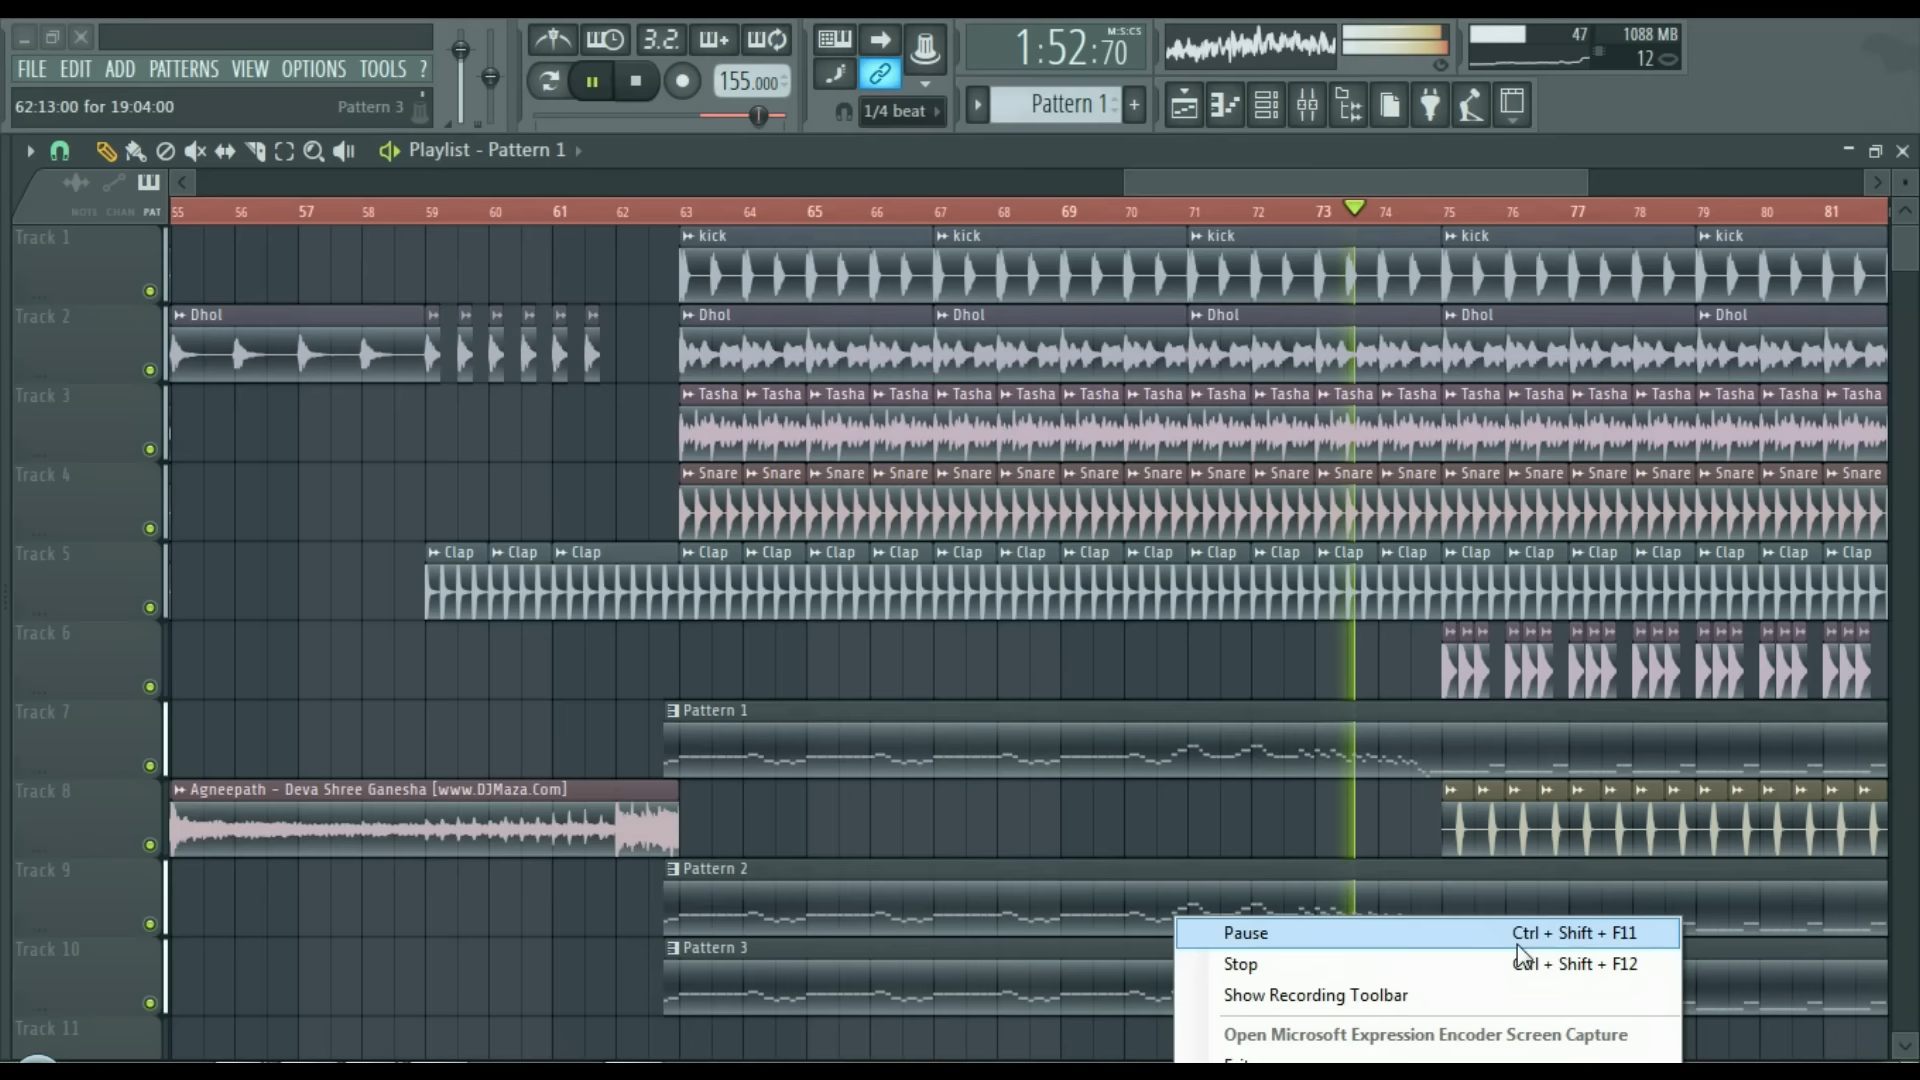 FILE EDIT ADD PATTERNS VIEW OPTIONS TOOLS ?
62:13:00 for 19:04:00 Pattern 3
3.2.
155.000
1/4 beat
1:52:70 M:S:CS
Pattern 1
47 1088 MB
12
Playlist - Pattern 1
NOTE CHAN PAT
55 56 57 58 59 60 61 62 63 64 65 66 67 68 69 70 71 72 73 74 75 76 77 78 79 80 81
Track 1
kick kick kick kick kick
Track 2
Dhol Dhol Dhol Dhol Dhol Dhol
Track 3
Tasha Tasha Tasha Tasha Tasha Tasha Tasha Tasha Tasha Tasha Tasha Tasha Tasha Tasha Tasha Tasha Tasha Tasha Tasha
Track 4
Snare Snare Snare Snare Snare Snare Snare Snare Snare Snare Snare Snare Snare Snare Snare Snare Snare Snare Snare
Track 5
Clap Clap Clap Clap Clap Clap Clap Clap Clap Clap Clap Clap Clap Clap Clap Clap Clap Clap Clap Clap Clap Clap
Track 6
Track 7
Pattern 1
Track 8
Agneepath - Deva Shree Ganesha [www.DJMaza.Com]
Track 9
Pattern 2
Track 10
Pattern 3
Track 11
Pause Ctrl + Shift + F11
Stop Ctrl + Shift + F12
Show Recording Toolbar
Open Microsoft Expression Encoder Screen Capture